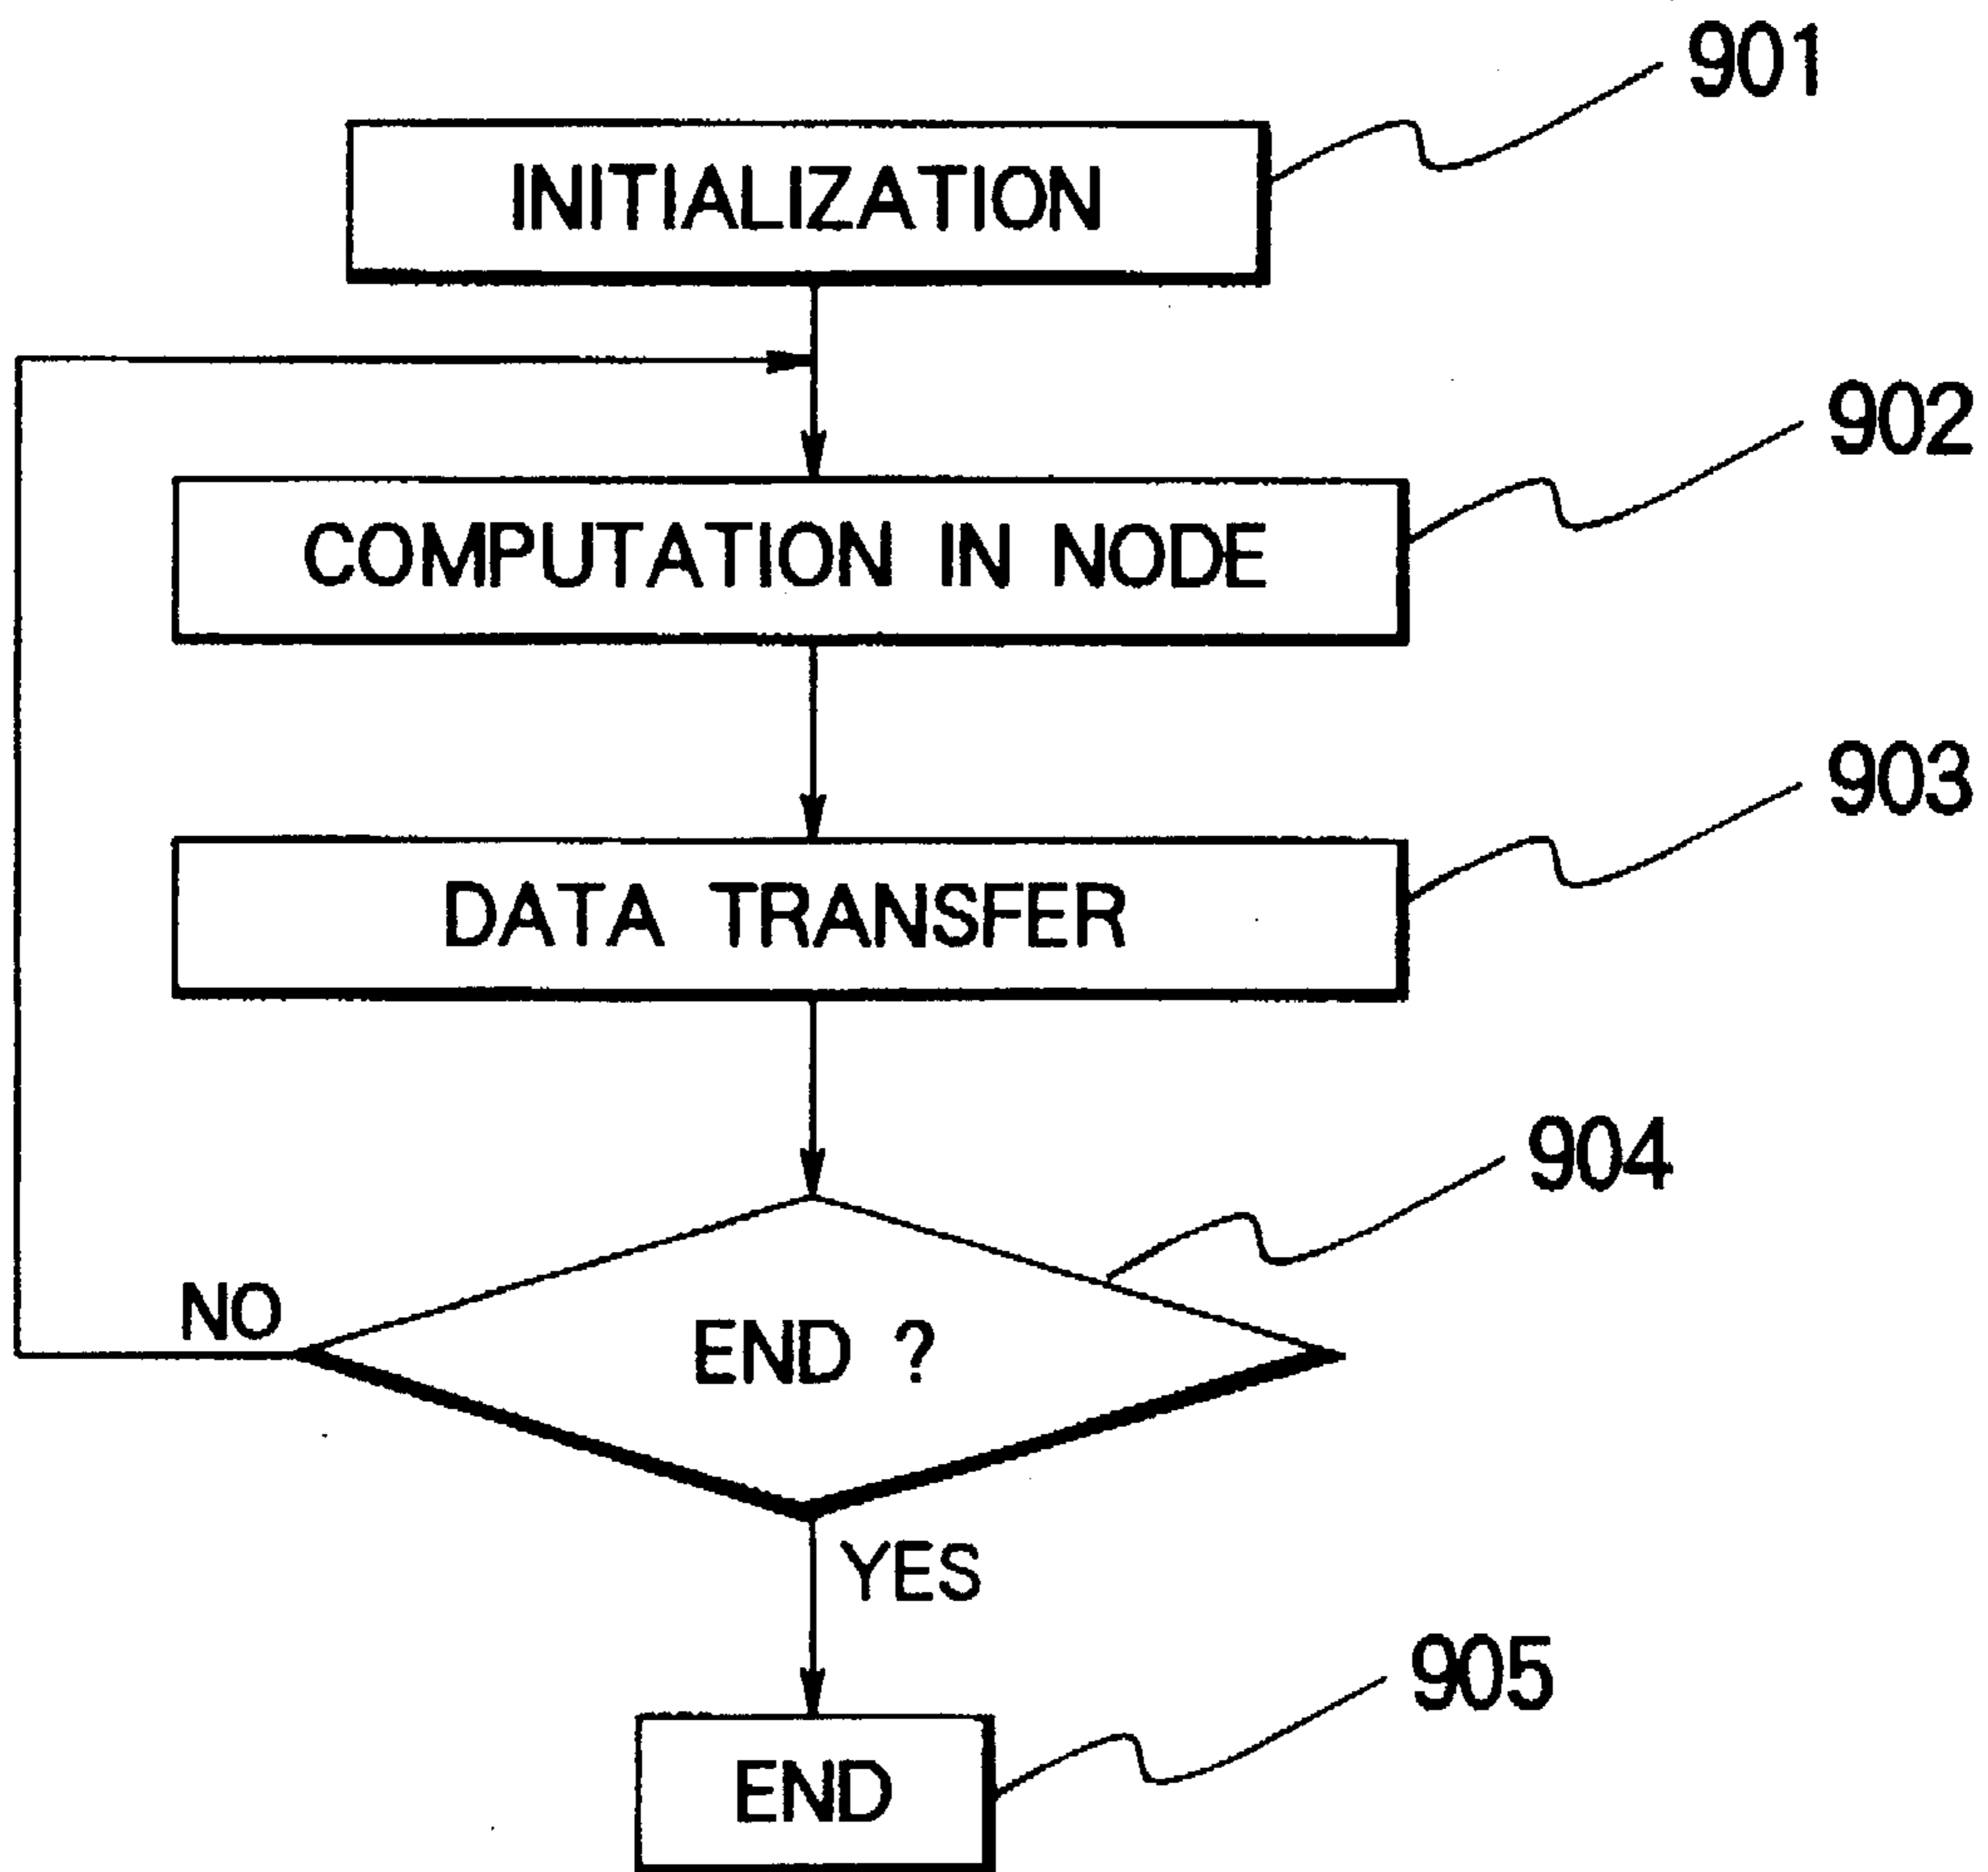 901
INITIALIZATION
902
COMPUTATION IN NODE
903
DATA TRANSFER
904
NO
END ?
YES
905
END